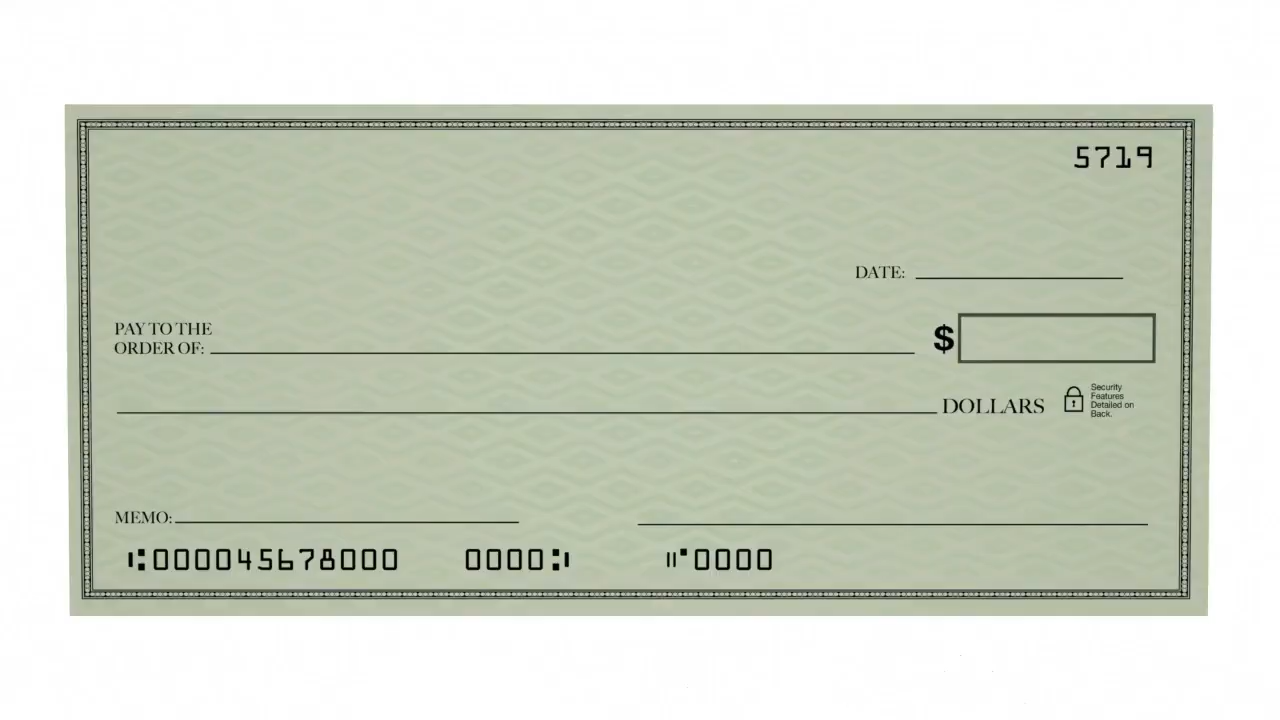 5719
DATE:
PAY TO THE
ORDER OF:
$
DOLLARS
Security
Features
Detailed on
Back.
MEMO:
⑆000045678000 0000⑆ ⑈0000